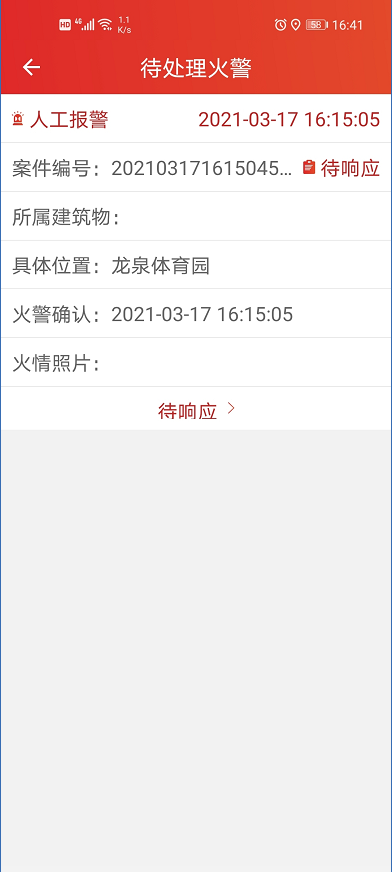 HD 4G 1.1 K/s 58 16:41
待处理火警
人工报警 2021-03-17 16:15:05
案件编号：202103171615045... 待响应
所属建筑物：
具体位置：龙泉体育园
火警确认：2021-03-17 16:15:05
火情照片：
待响应